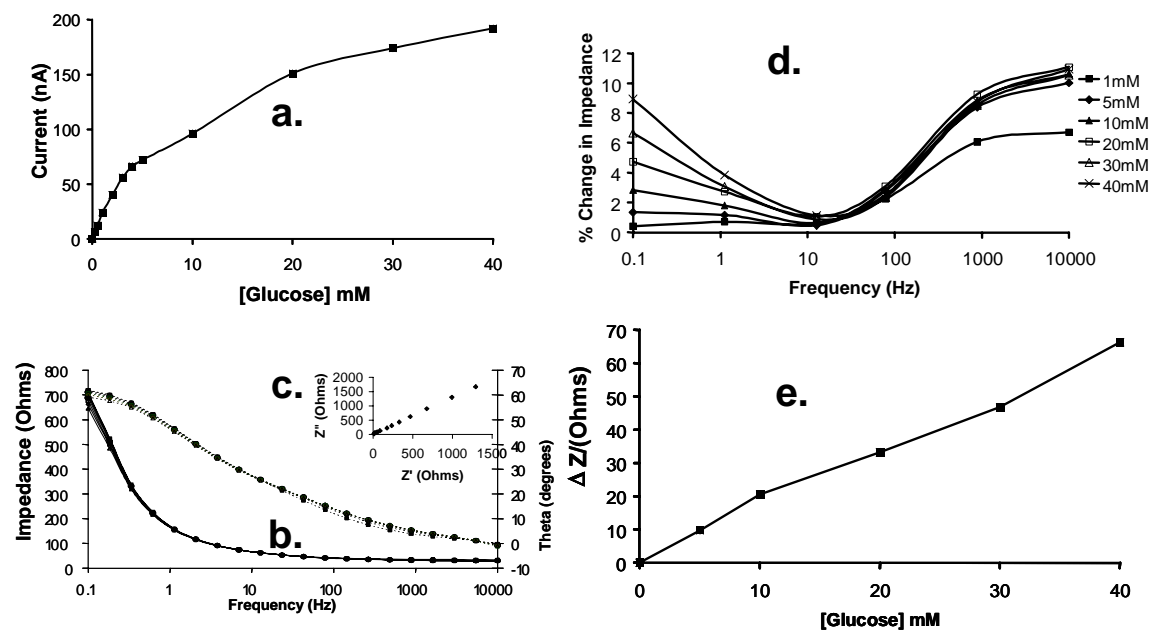 200
150
100
50
0
Current (nA)
a.
0 10 20 30 40
[Glucose] mM
12
10
8
6
4
2
0
% Change in Impedance
d.
0.1 1 10 100 1000 10000
Frequency (Hz)
1mM
5mM
10mM
20mM
30mM
40mM
800
700
600
500
400
300
200
100
0
Impedance (Ohms)
c.
b.
2000
1500
1000
500
0
Z" (Ohms)
0 500 1000 1500
Z' (Ohms)
70
60
50
40
30
20
10
0
-10
Theta (degrees)
0.1 1 10 100 1000 10000
Frequency (Hz)
70
60
50
40
30
20
10
0
Δ Z/(Ohms)
e.
0 10 20 30 40
[Glucose] mM